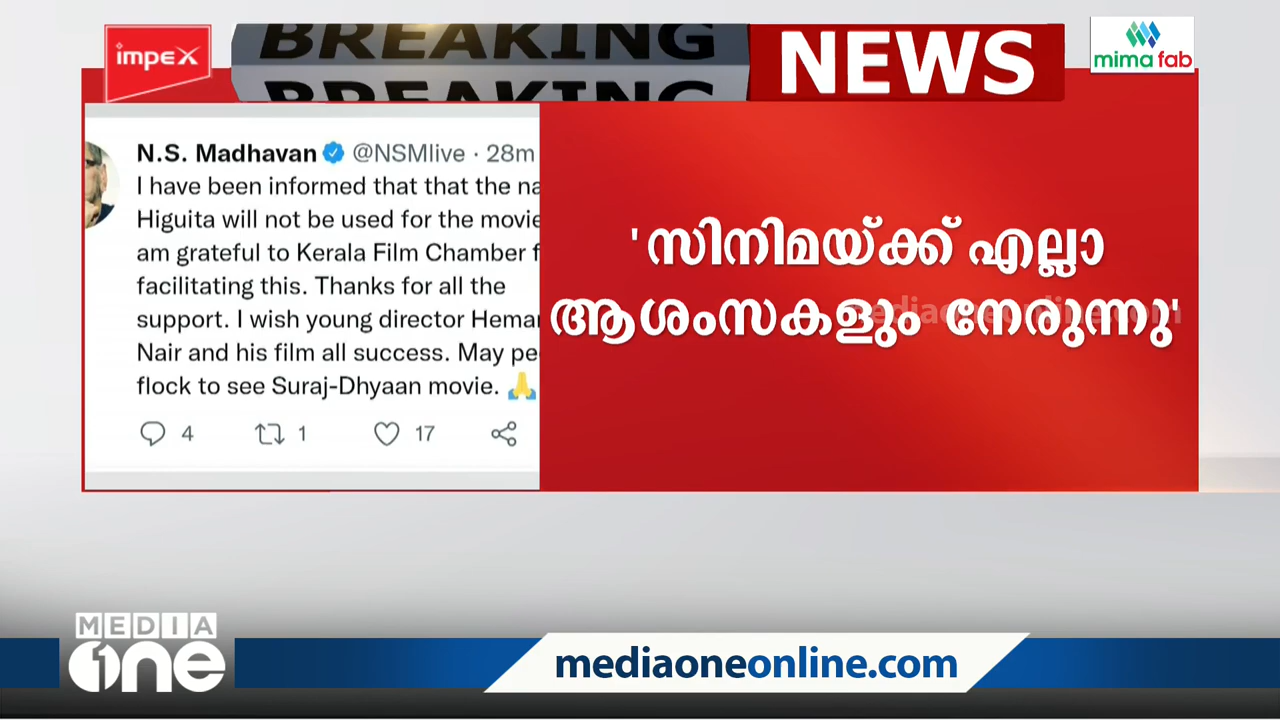 impex
BREAKING
BREAKING
NEWS
mima fab
N.S. Madhavan @NSMlive · 28m
I have been informed that that the na
Higuita will not be used for the movie
am grateful to Kerala Film Chamber f
facilitating this. Thanks for all the
support. I wish young director Hema
Nair and his film all success. May pe
flock to see Suraj-Dhyaan movie. 🙏
4 1 17
'സിനിമയ്ക്ക് എല്ലാ
ആശംസകളും നേരുന്നു'
mediaoneonline.com
MEDIA
one
mediaoneonline.com